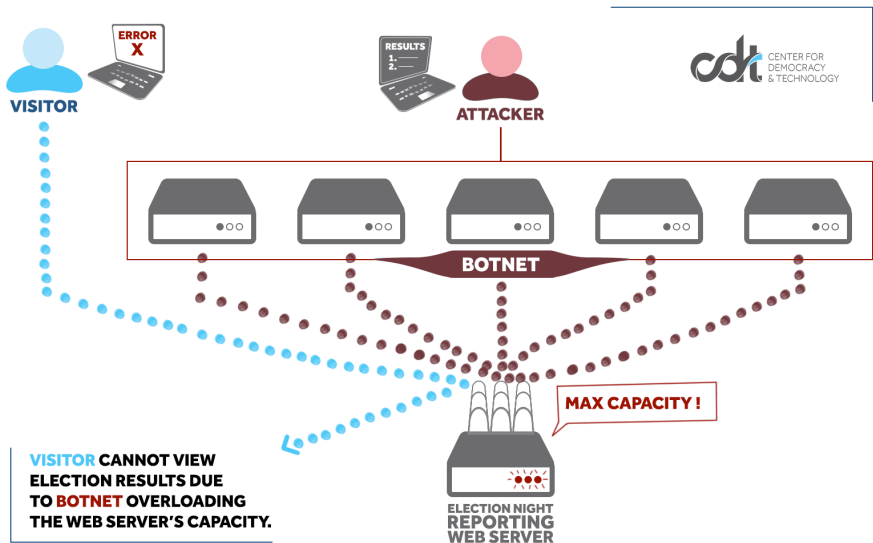 ERROR
X
RESULTS
1.
2.
VISITOR
ATTACKER
cdt
CENTER FOR
DEMOCRACY
& TECHNOLOGY
BOTNET
MAX CAPACITY !
VISITOR CANNOT VIEW
ELECTION RESULTS DUE
TO BOTNET OVERLOADING
THE WEB SERVER'S CAPACITY.
ELECTION NIGHT
REPORTING
WEB SERVER